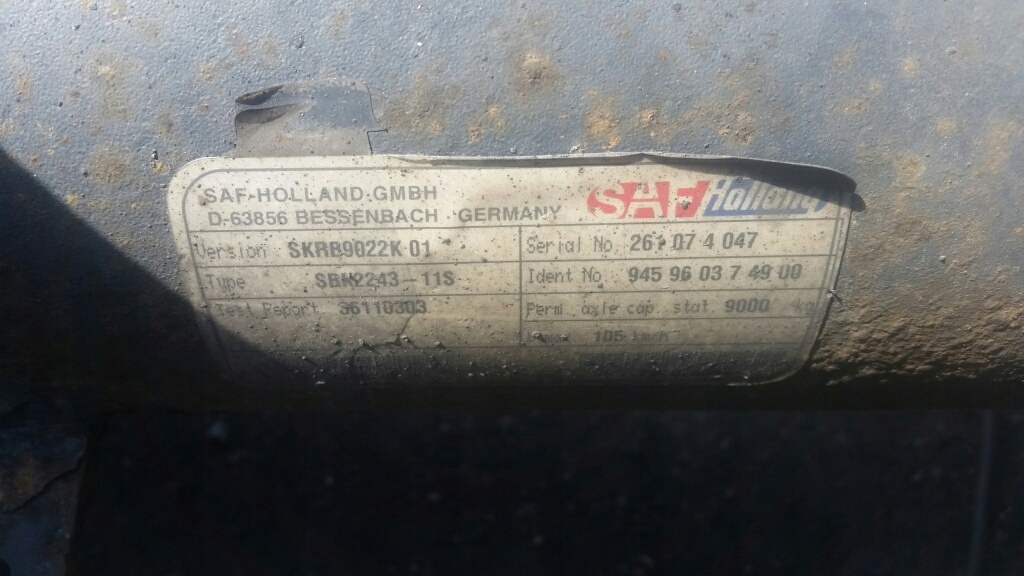 SAF-HOLLAND GMBH
D-63856 BESSENBACH GERMANY
SAF Holland
Version SKRB9022K 01
Serial No. 261 07 4 047
Type SBN2243-11S
Ident No. 945 96 03 7 49 00
Test Report 36110303
Perm. axle cap. stat. 9000 kg
105 km/h